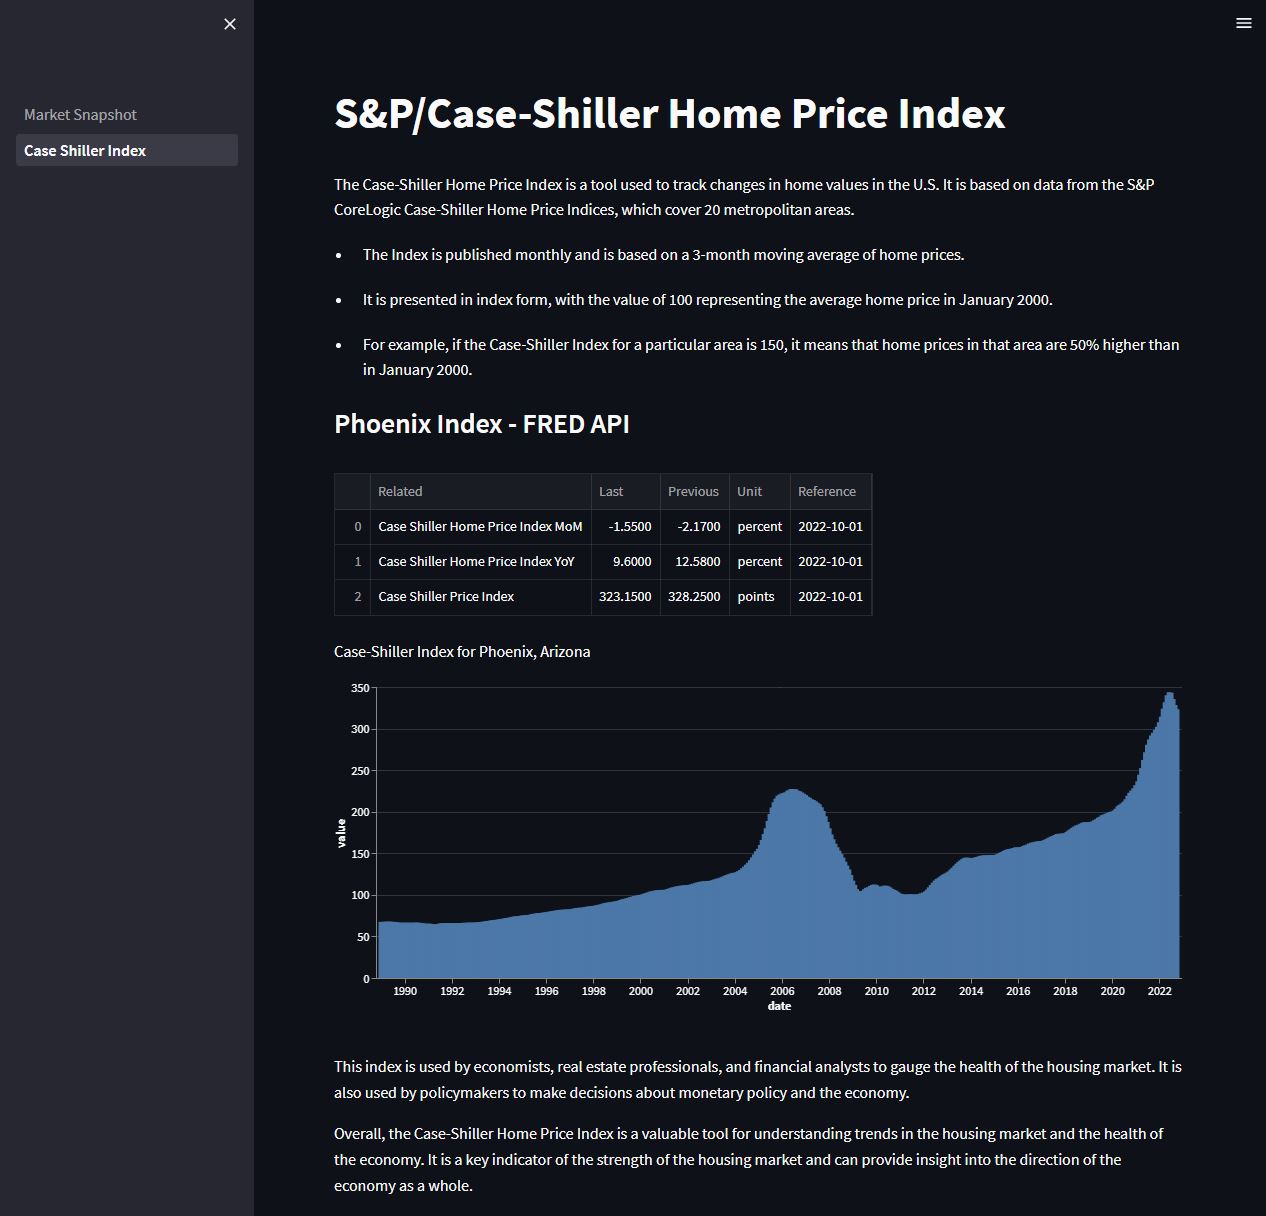 Market Snapshot
Case Shiller Index
S&P/Case-Shiller Home Price Index
The Case-Shiller Home Price Index is a tool used to track changes in home values in the U.S. It is based on data from the S&P
CoreLogic Case-Shiller Home Price Indices, which cover 20 metropolitan areas.
• The Index is published monthly and is based on a 3-month moving average of home prices.
• It is presented in index form, with the value of 100 representing the average home price in January 2000.
• For example, if the Case-Shiller Index for a particular area is 150, it means that home prices in that area are 50% higher than
in January 2000.
Phoenix Index - FRED API
Related Last Previous Unit Reference
0 Case Shiller Home Price Index MoM -1.5500 -2.1700 percent 2022-10-01
1 Case Shiller Home Price Index YoY 9.6000 12.5800 percent 2022-10-01
2 Case Shiller Price Index 323.1500 328.2500 points 2022-10-01
Case-Shiller Index for Phoenix, Arizona
350
300
250
200
value
150
100
50
0
1990 1992 1994 1996 1998 2000 2002 2004 2006 2008 2010 2012 2014 2016 2018 2020 2022
date
This index is used by economists, real estate professionals, and financial analysts to gauge the health of the housing market. It is
also used by policymakers to make decisions about monetary policy and the economy.
Overall, the Case-Shiller Home Price Index is a valuable tool for understanding trends in the housing market and the health of
the economy. It is a key indicator of the strength of the housing market and can provide insight into the direction of the
economy as a whole.